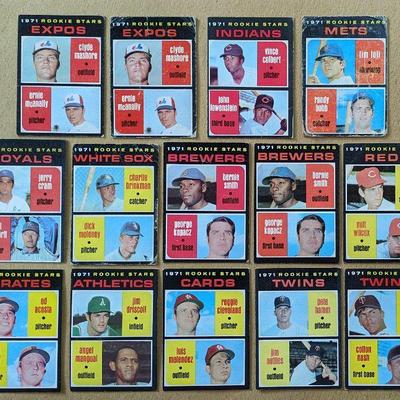 1971 ROOKIE STARS
EXPOS
clyde
mashore
outfield
ernie
mcanally
pitcher
1971 ROOKIE STARS
EXPOS
clyde
mashore
outfield
ernie
mcanally
pitcher
1971 ROOKIE STARS
INDIANS
vince
colbert
pitcher
john
lowenstein
third base
1971 ROOKIE STARS
METS
tim foli
infield
randy
bobb
catcher
1971 ROOKIE STARS
OYALS
jerry
cram
pitcher
orn
pitcher
1971 ROOKIE STARS
WHITE SOX
charlie
brinkman
catcher
dick
moloney
pitcher
1971 ROOKIE STARS
BREWERS
bernie
smith
outfield
george
kopacz
first base
1971 ROOKIE STARS
BREWERS
bernie
smith
outfield
george
kopacz
first base
1971 ROOKIE
RED
milt
wilcox
pitcher
ROOKIE STARS
RATES
ed
acosta
pitcher
1971 ROOKIE STARS
ATHLETICS
jim
driscoll
infield
angel
mangual
outfield
1971 ROOKIE STARS
CARDS
reggie
cleveland
pitcher
luis
melendez
outfield
1971 ROOKIE STARS
TWINS
pete
hamm
pitcher
jim
nettles
outfield
1971 ROOKIE
TWIN
cotton
nash
first base